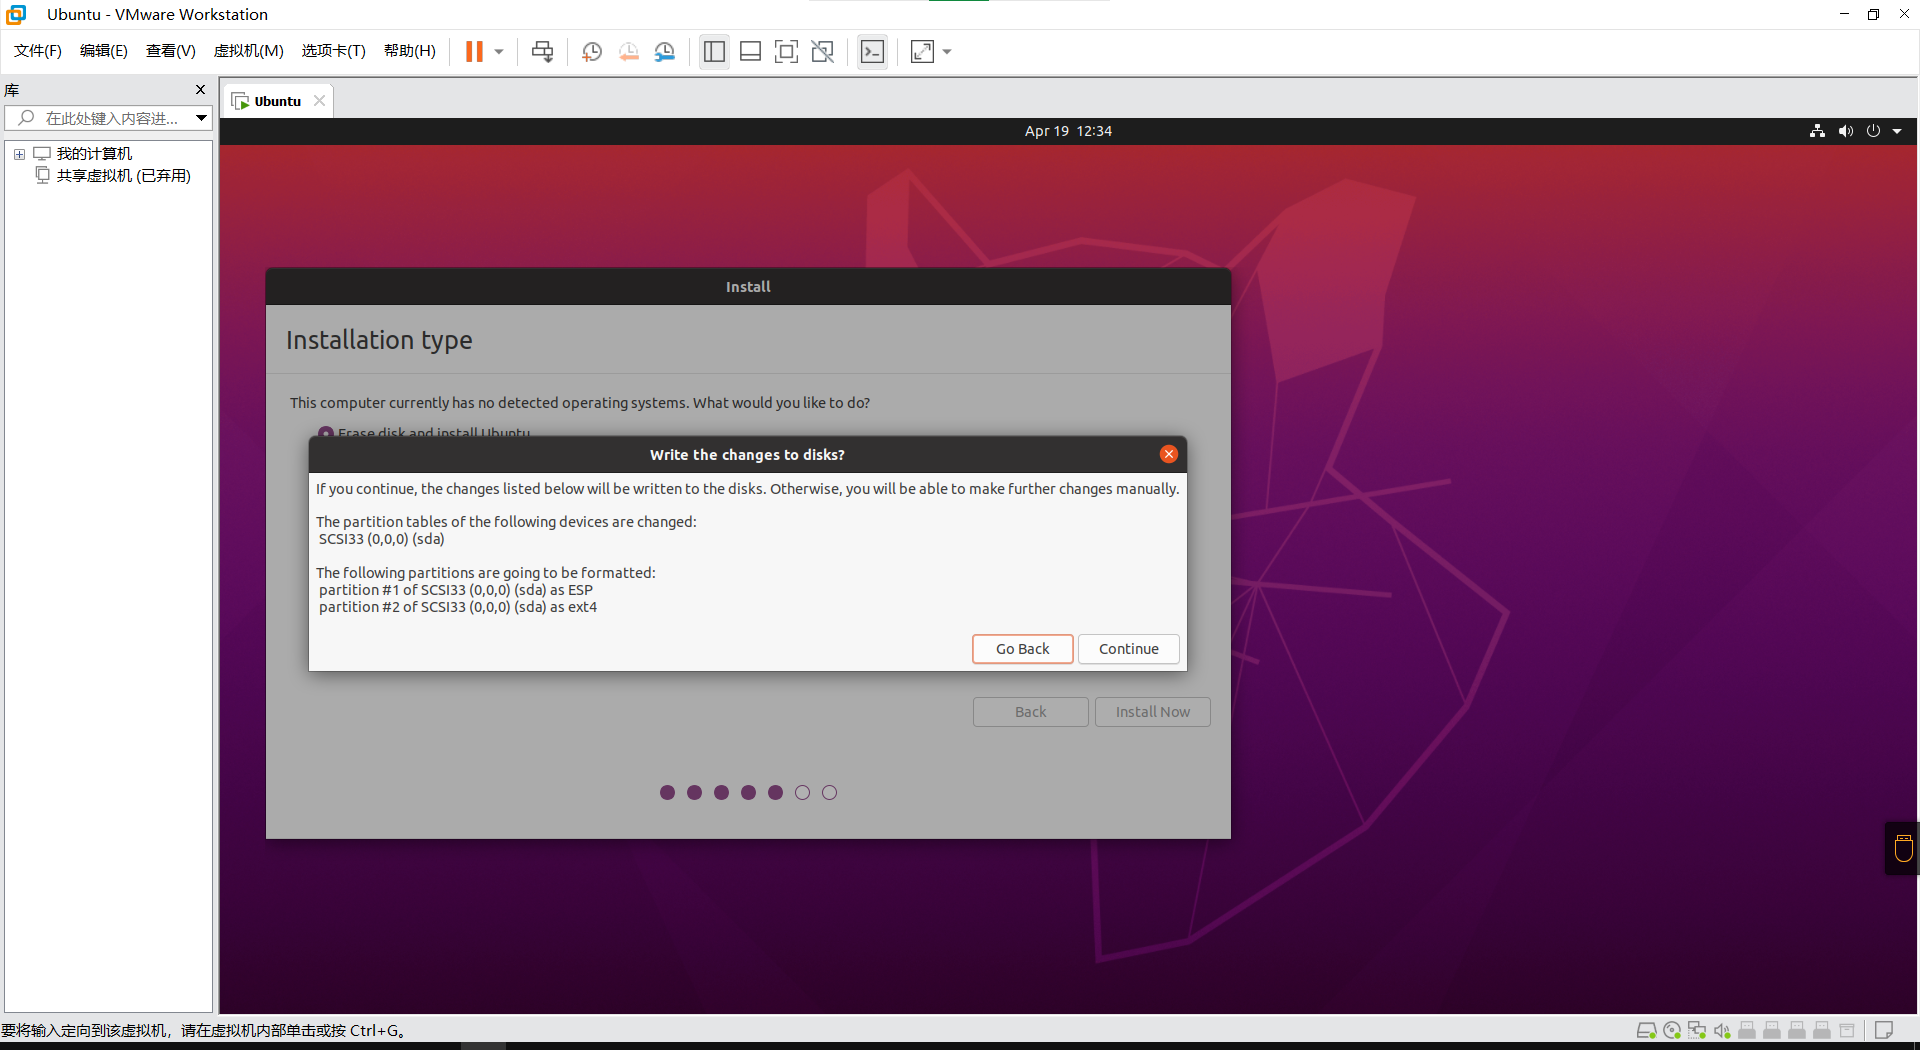 Ubuntu - VMware Workstation
文件(F) 编辑(E) 查看(V) 虚拟机(M) 选项卡(T) 帮助(H)
库
在此处键入内容进...
我的计算机
共享虚拟机 (已弃用)
Ubuntu
Apr 19 12:34
Install
Installation type
This computer currently has no detected operating systems. What would you like to do?
Erase disk and install Ubuntu
Write the changes to disks?
If you continue, the changes listed below will be written to the disks. Otherwise, you will be able to make further changes manually.
The partition tables of the following devices are changed:
SCSI33 (0,0,0) (sda)
The following partitions are going to be formatted:
partition #1 of SCSI33 (0,0,0) (sda) as ESP
partition #2 of SCSI33 (0,0,0) (sda) as ext4
Go Back Continue
Back Install Now
要将输入定向到该虚拟机，请在虚拟机内部单击或按 Ctrl+G。